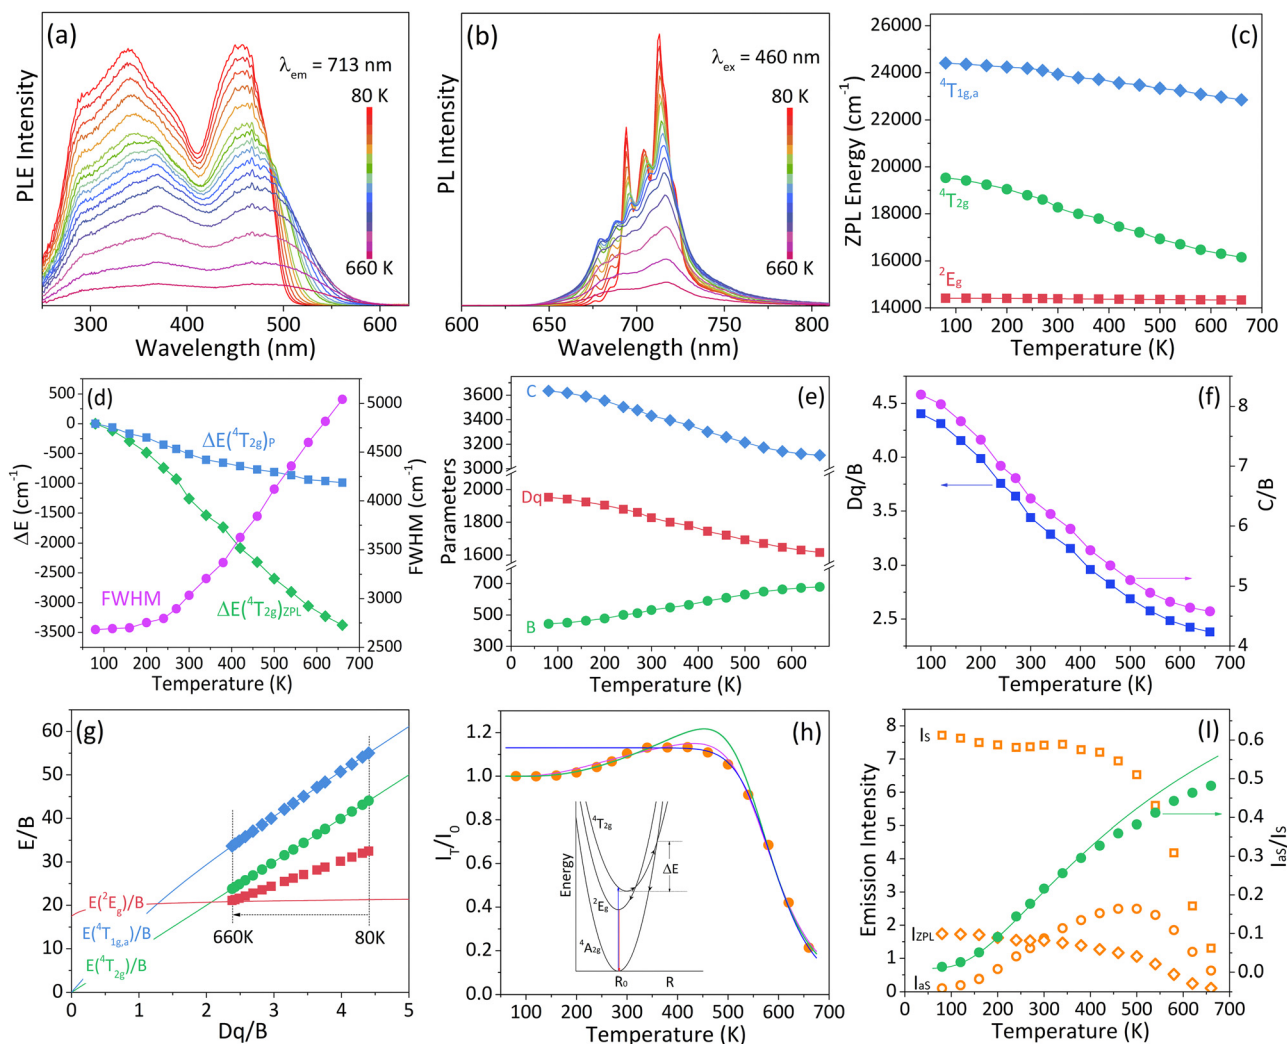 (a)
λem = 713 nm
80 K
660 K
PLE Intensity
300 400 500 600
Wavelength (nm)
(b)
λex = 460 nm
80 K
660 K
PL Intensity
600 650 700 750 800
Wavelength (nm)
(c)
26000
24000
22000
20000
18000
16000
14000
ZPL Energy (cm-1)
4T1g,a
4T2g
2Eg
100 200 300 400 500 600 700
Temperature (K)
(d)
500
0
-500
-1000
-1500
-2000
-2500
-3000
-3500
ΔE (cm-1)
ΔE(4T2g)P
FWHM
ΔE(4T2g)ZPL
5000
4500
4000
3500
3000
2500
FWHM (cm-1)
100 200 300 400 500 600 700
Temperature (K)
(e)
3600
3400
3200
3000
2000
1800
1600
700
500
300
Parameters
C
Dq
B
0 100 200 300 400 500 600
Temperature (K)
(f)
4.5
4.0
3.5
3.0
2.5
Dq/B
8
7
6
5
4
C/B
100 200 300 400 500 600 700
Temperature (K)
(g)
60
50
40
30
20
10
0
E/B
E(2Eg)/B
E(4T1g,a)/B
E(4T2g)/B
660K
80K
0 1 2 3 4 5
Dq/B
(h)
1.2
1.0
0.8
0.6
0.4
0.2
0.0
IT/I0
4T2g
2Eg
4A2g
ΔE
Energy
R0 R
100 200 300 400 500 600 700
Temperature (K)
(I)
8
7
6
5
4
3
2
1
0
Emission Intensity
IS
IZPL
IaS
0.6
0.5
0.4
0.3
0.2
0.1
0.0
IaS/IS
0 100 200 300 400 500 600 700
Temperature (K)